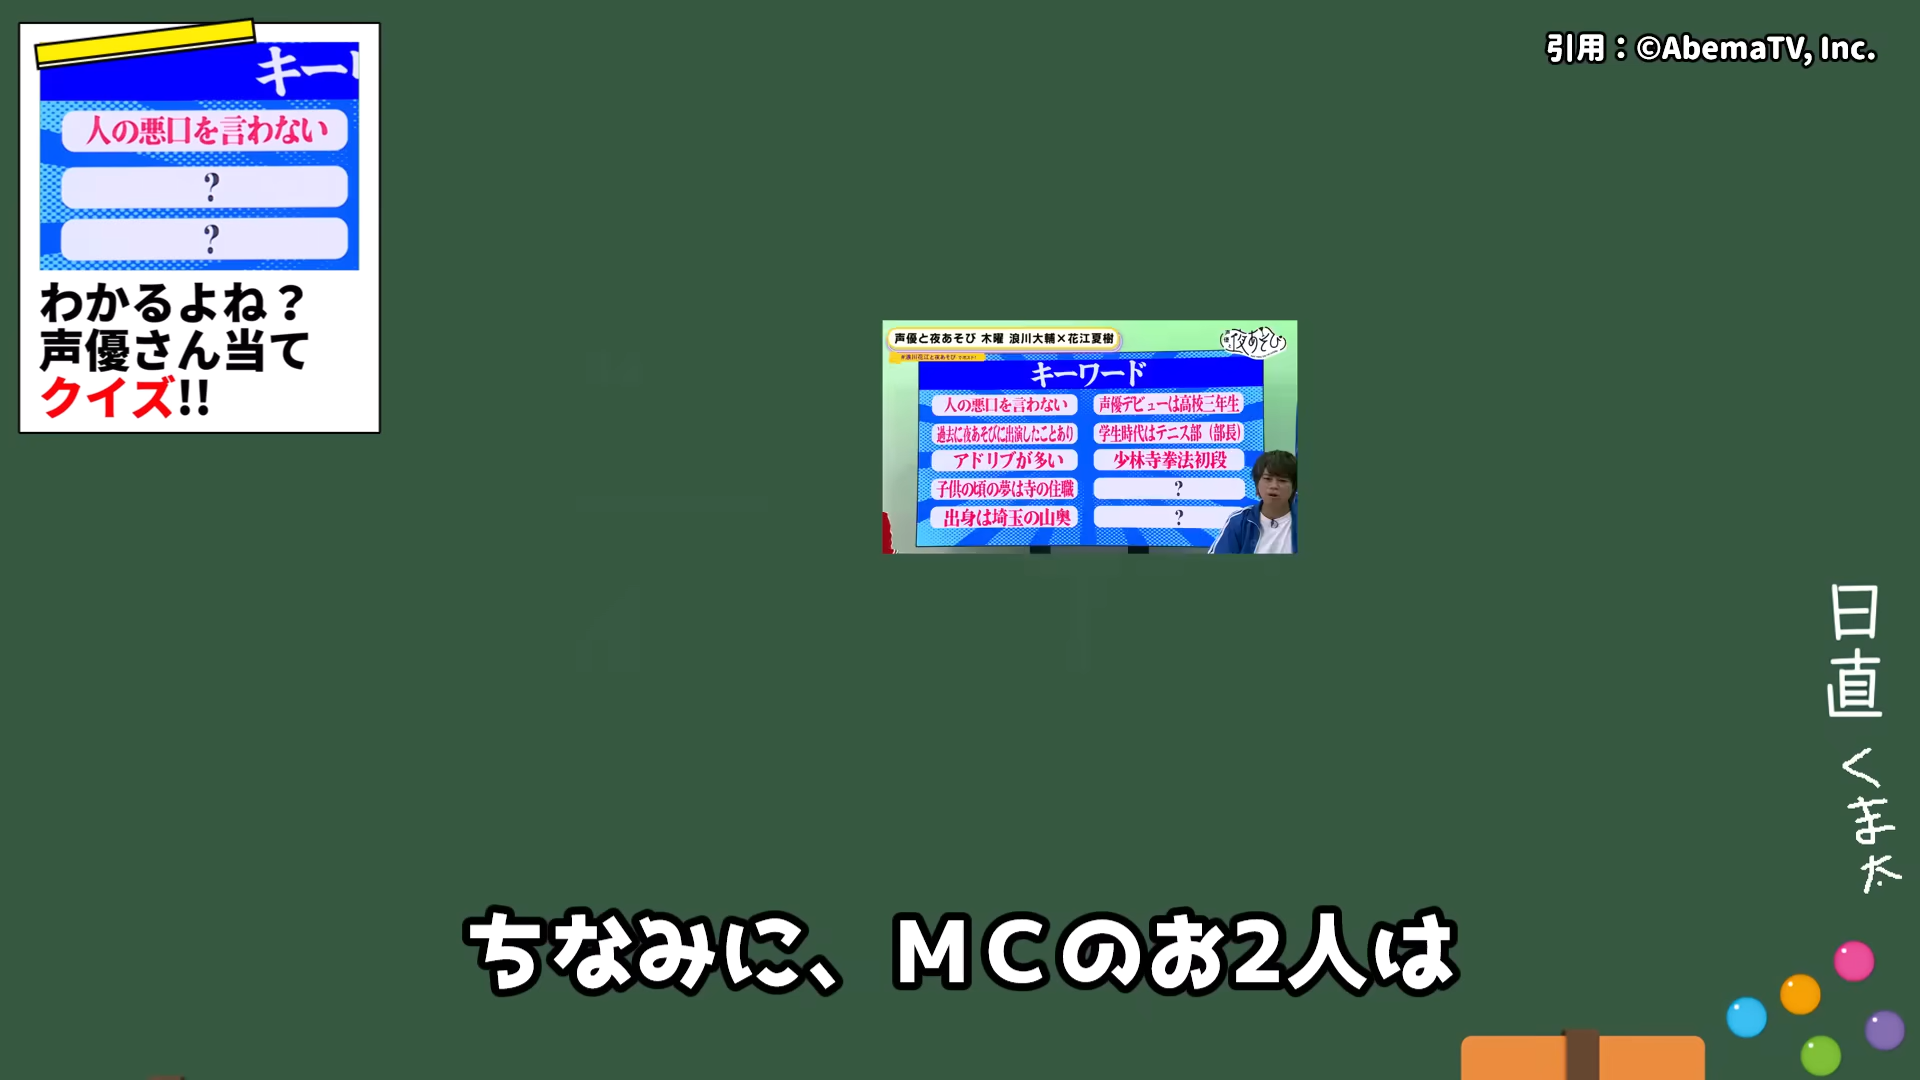 キー
人の悪口を言わない
?
?
わかるよね？
声優さん当て
クイズ!!
引用：©AbemaTV, Inc.
声優と夜あそび 木曜 浪川大輔×花江夏樹
夜あそび
キーワード
人の悪口を言わない
過去に夜あそびに出演したことあり
アドリブが多い
子供の頃の夢は寺の住職
出身は埼玉の山奥
声優デビューは高校三年生
学生時代はテニス部（部長）
少林寺拳法初段
?
?
日直
くま太
ちなみに、ＭＣのお2人は